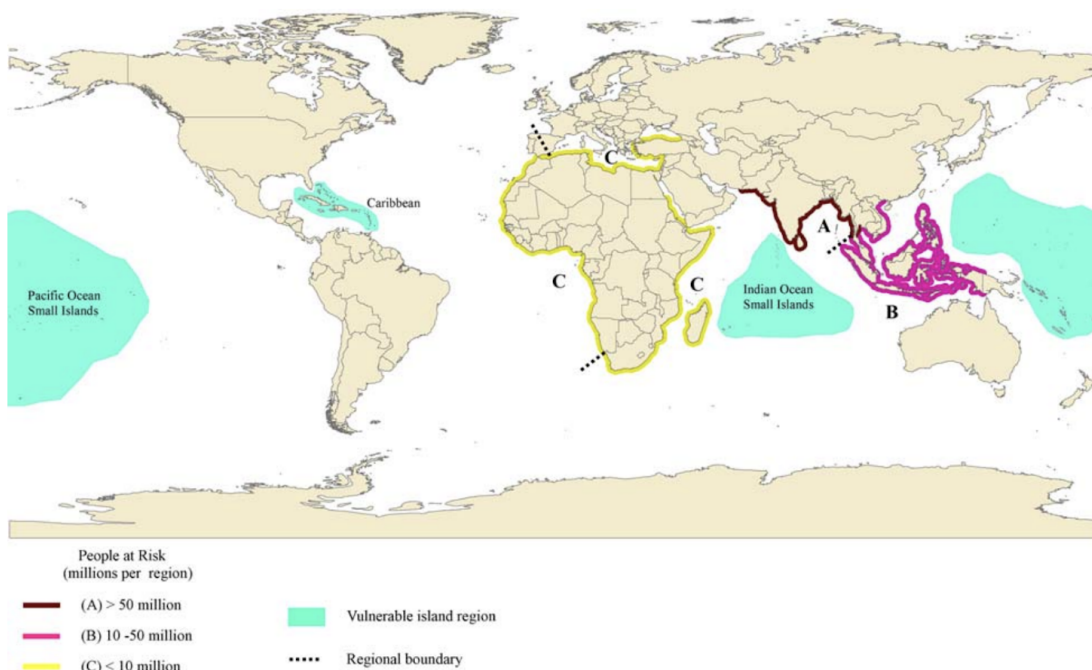 C
Caribbean
A
Pacific Ocean
Small Islands
C
C
Indian Ocean
Small Islands
B
People at Risk
(millions per region)
(A) > 50 million
Vulnerable island region
(B) 10 -50 million
(C) < 10 million
Regional boundary